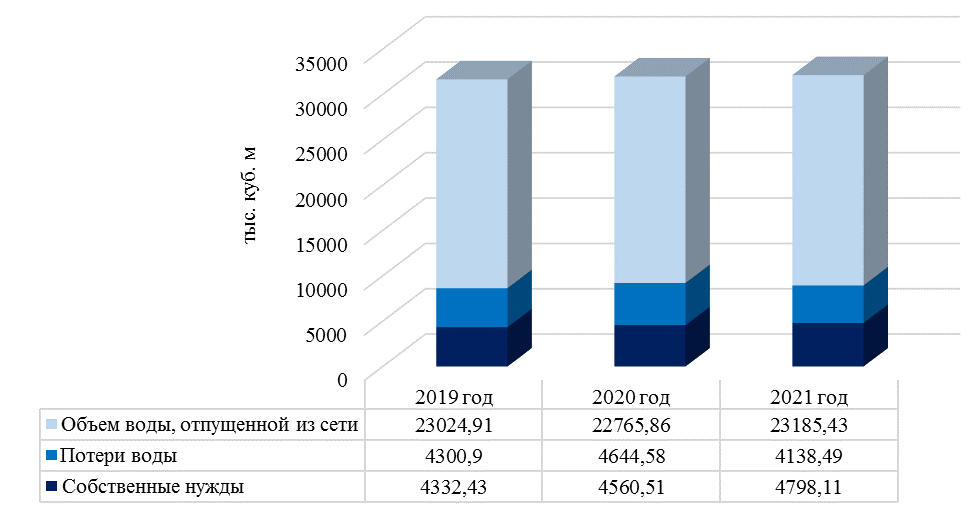 35000
30000
25000
20000
15000
10000
5000
0
тыс. куб. м
2019 год 2020 год 2021 год
Объем воды, отпущенной из сети 23024,91 22765,86 23185,43
Потери воды 4300,9 4644,58 4138,49
Собственные нужды 4332,43 4560,51 4798,11